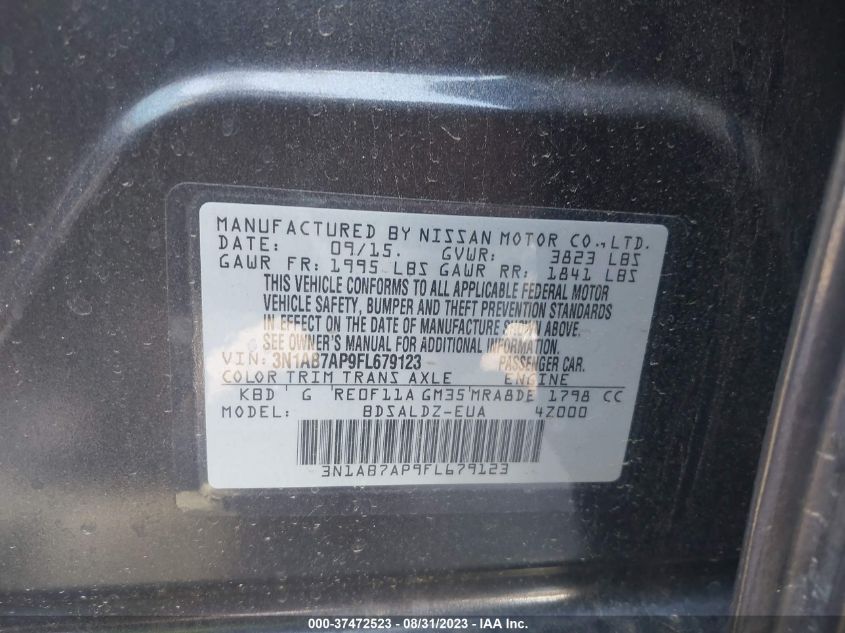 MANUFACTURED BY NISSAN MOTOR CO., LTD.
DATE: 09/15. GVWR: 3823 LBS
GAWR FR: 1995 LBS GAWR RR: 1841 LBS
THIS VEHICLE CONFORMS TO ALL APPLICABLE FEDERAL MOTOR
VEHICLE SAFETY, BUMPER AND THEFT PREVENTION STANDARDS
IN EFFECT ON THE DATE OF MANUFACTURE SHOWN ABOVE.
SEE OWNER'S MANUAL FOR ADDITIONAL INFORMATION.
VIN: 3N1AB7AP9FL679123 PASSENGER CAR.
COLOR TRIM TRANS AXLE ENGINE
KBD G RE0F11A GM35 MRA8DE 1798 CC
MODEL: BDSALDZ-EUA 4Z000
3N1AB7AP9FL679123
000-37472523 - 08/31/2023 - © IAA Holdings, LLC.